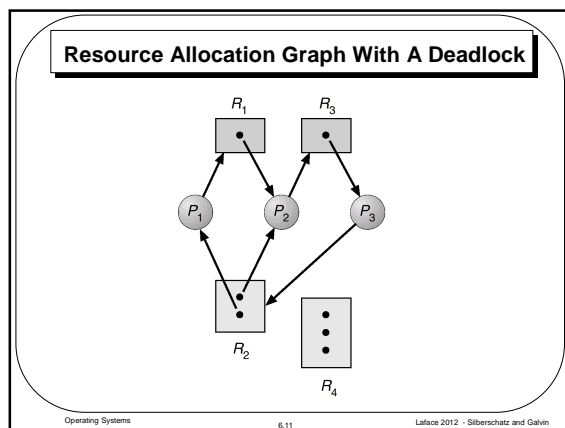 Resource Allocation Graph With A Deadlock
R1 R3
P1 P2 P3
R2
R4
Operating Systems 6.11 Laface 2012 - Silberschatz and Galvin